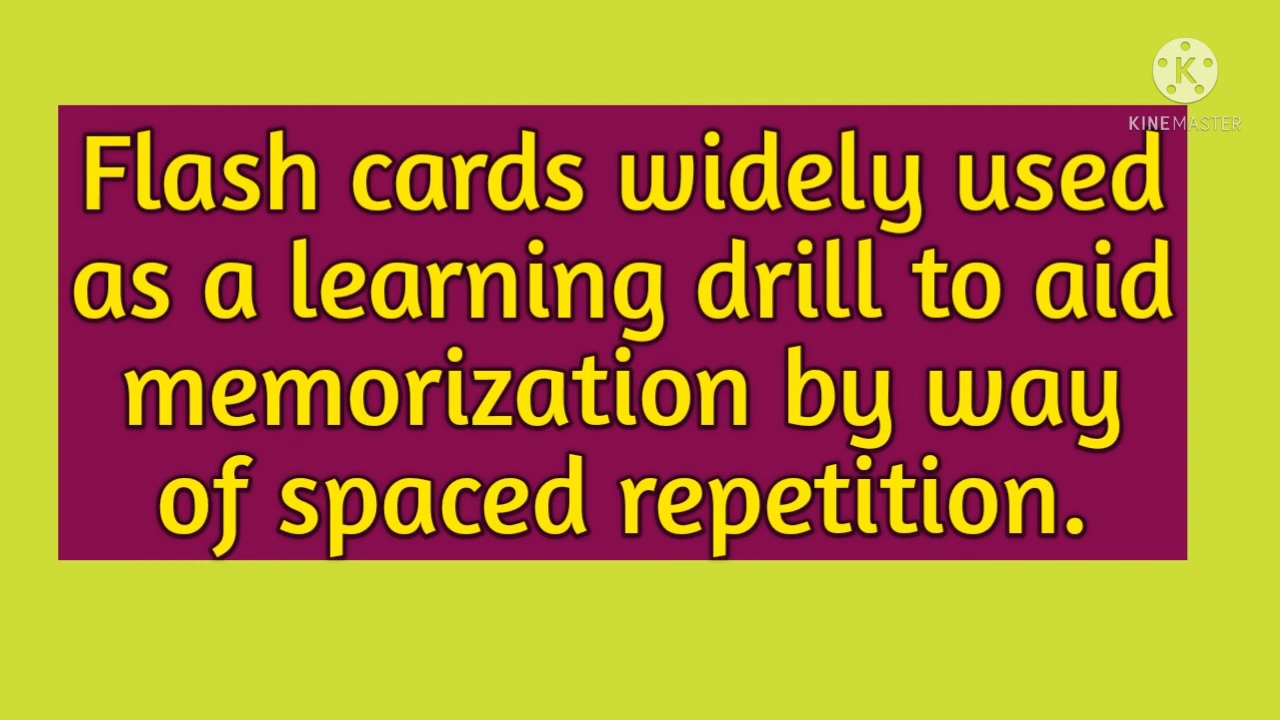 K
KINEMASTER
Flash cards widely used
as a learning drill to aid
memorization by way
of spaced repetition.